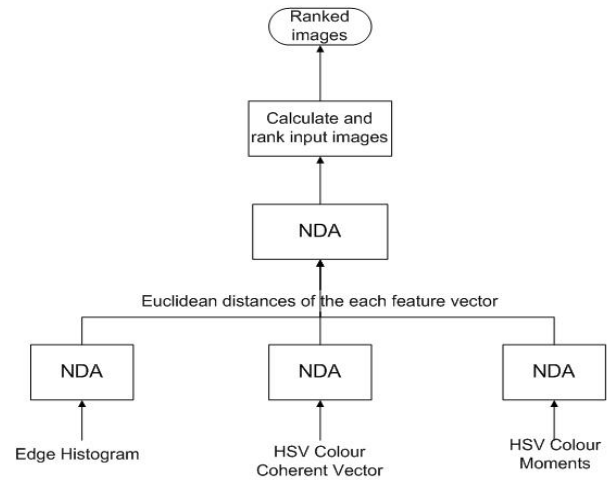 Ranked
images
Calculate and
rank input images
NDA
Euclidean distances of the each feature vector
NDA
NDA
NDA
Edge Histogram
HSV Colour
Coherent Vector
HSV Colour
Moments